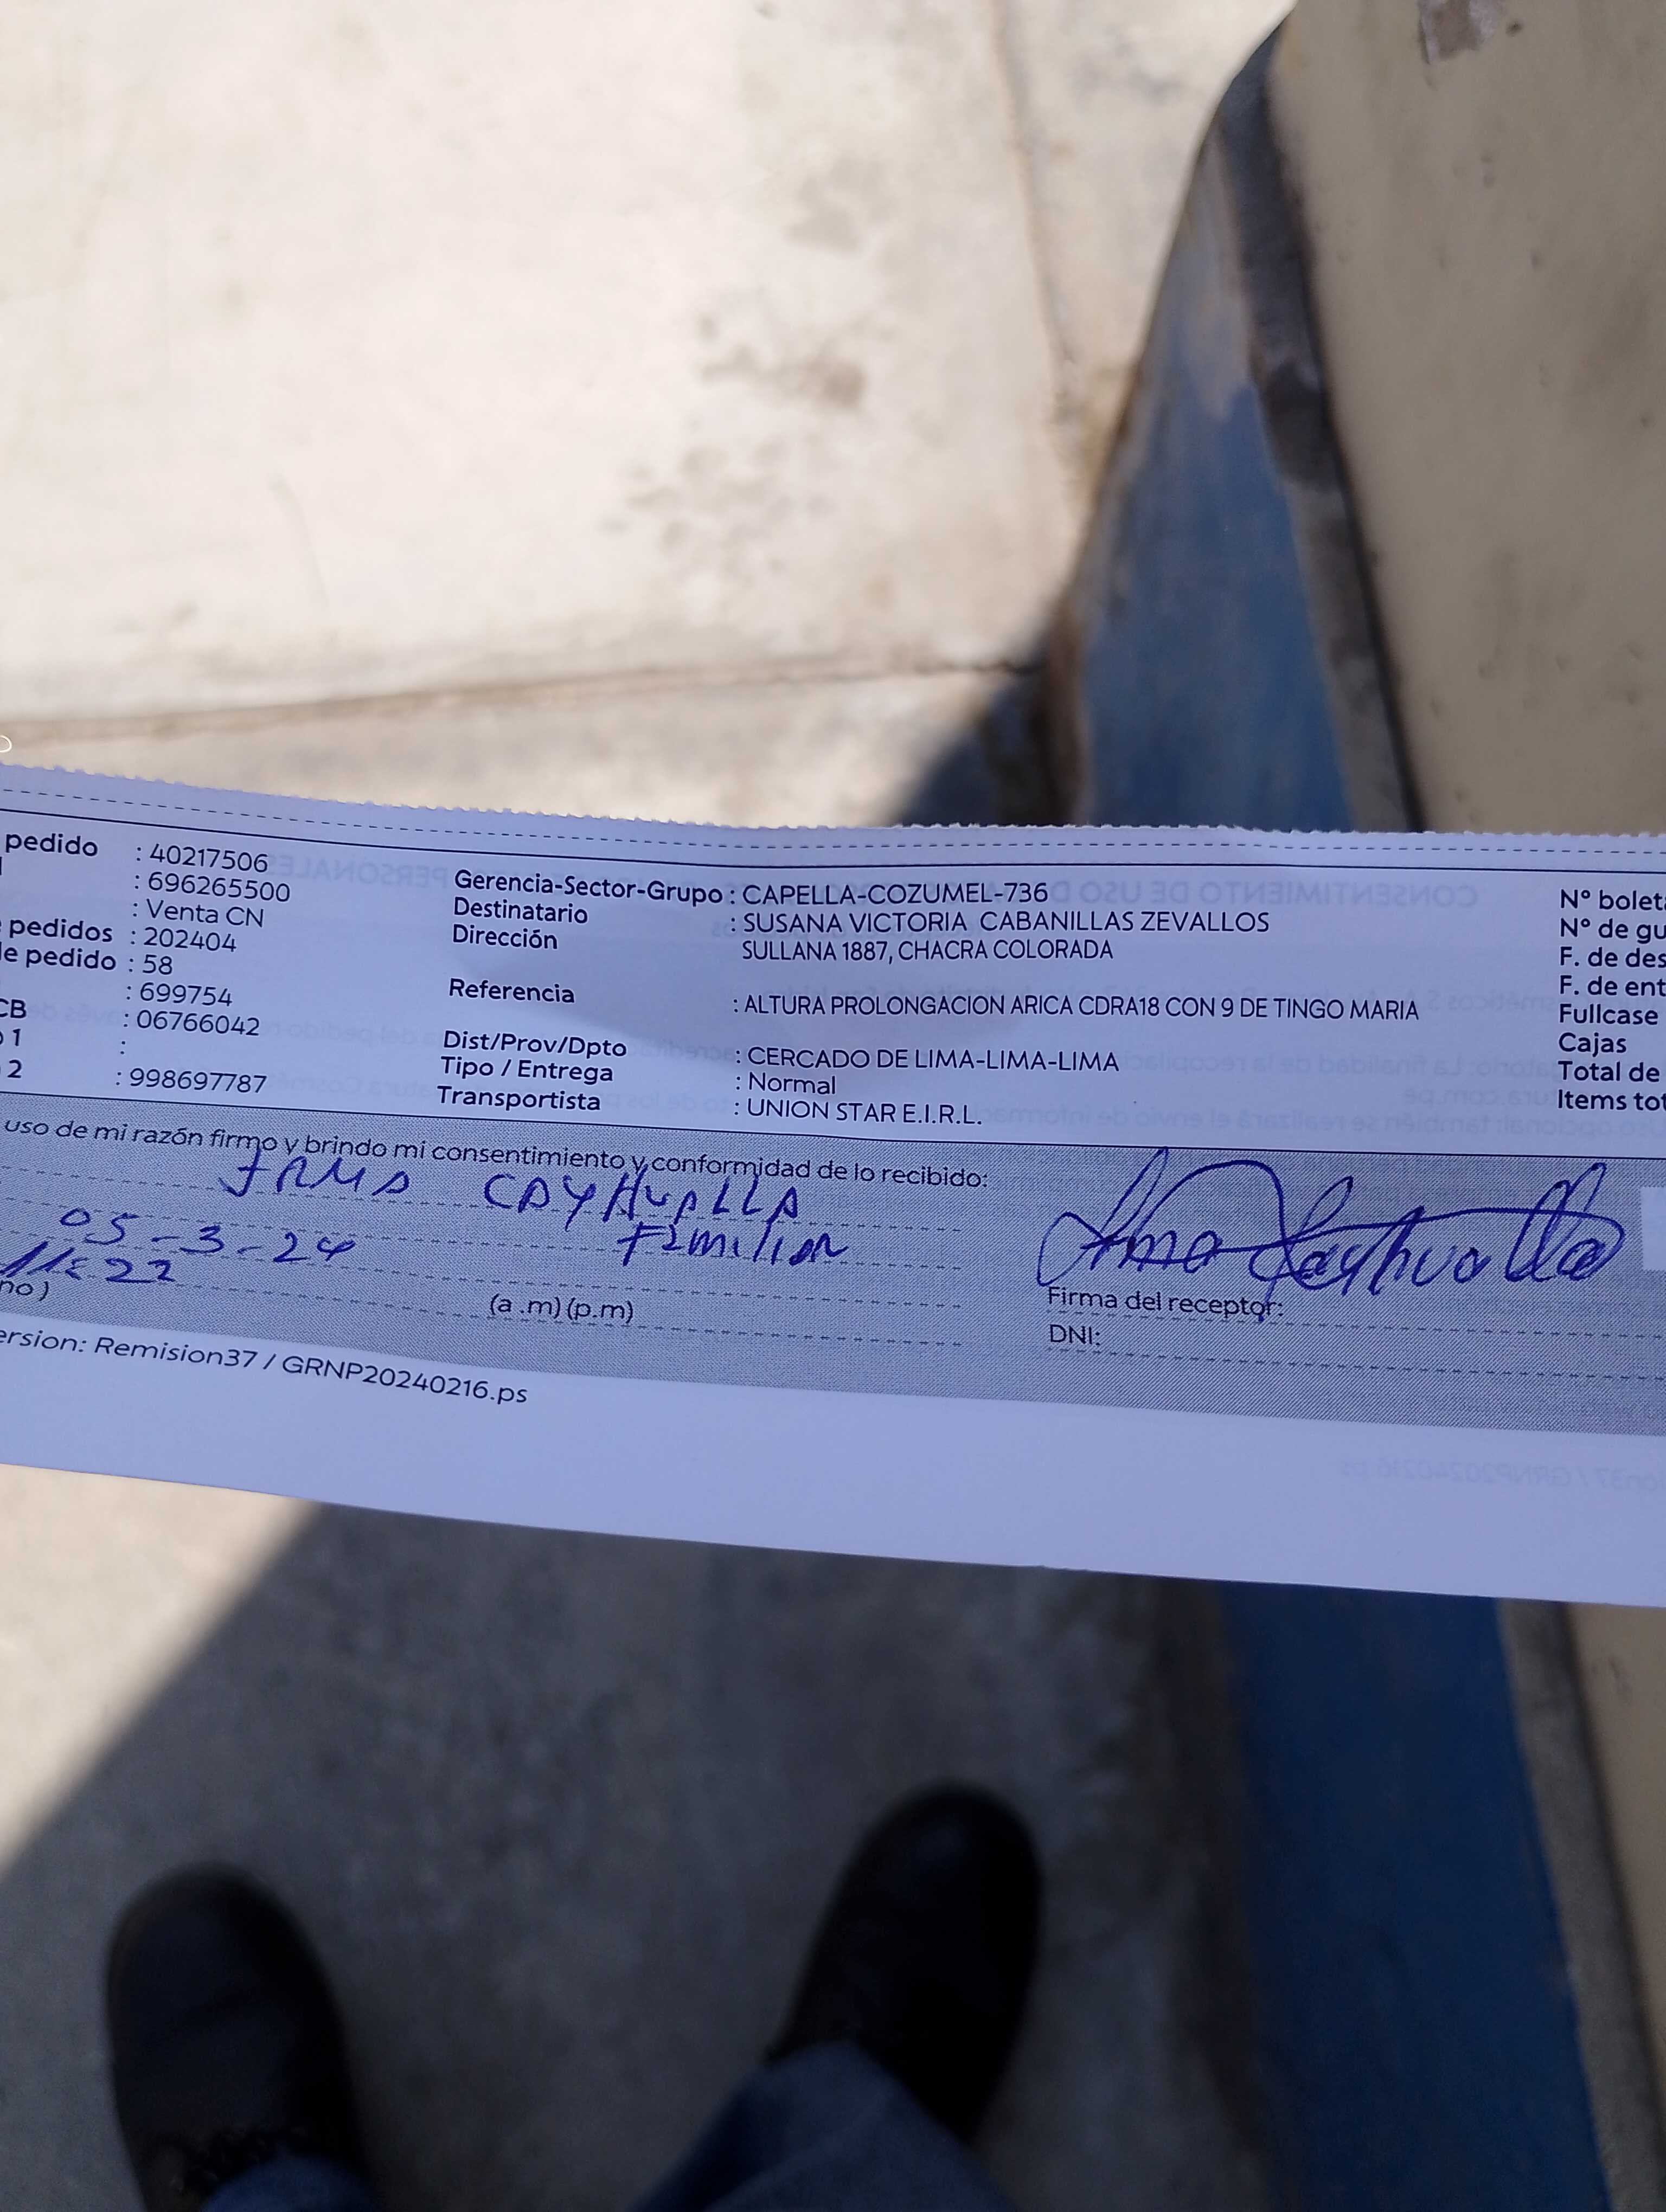 pedido : 40217506
: 696265500
: Venta CN
pedidos : 202404
de pedido : 58
: 699754
CB : 06766042
1 :
2 : 998697787
Gerencia-Sector-Grupo : CAPELLA-COZUMEL-736
Destinatario : SUSANA VICTORIA CABANILLAS ZEVALLOS
Dirección SULLANA 1887, CHACRA COLORADA
Referencia : ALTURA PROLONGACION ARICA CDRA18 CON 9 DE TINGO MARIA
Dist/Prov/Dpto : CERCADO DE LIMA-LIMA-LIMA
Tipo / Entrega : Normal
Transportista : UNION STAR E.I.R.L.
Nº bolet
Nº de gu
F. de des
F. de ent
Fullcase
Cajas
Total de
Items tot
uso de mi razón firmo y brindo mi consentimiento y conformidad de lo recibido:
CAYHUALLA
05-3-24 Familiar
11:22
no) (a.m) (p.m)
Firma del receptor:
DNI:
ersion: Remision37 / GRNP20240216.ps